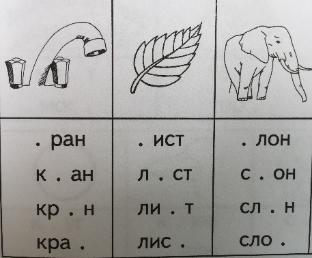 . ран . ист . лон
к . ан л . ст с . он
кр . н ли . т сл . н
кра . лис . сло .